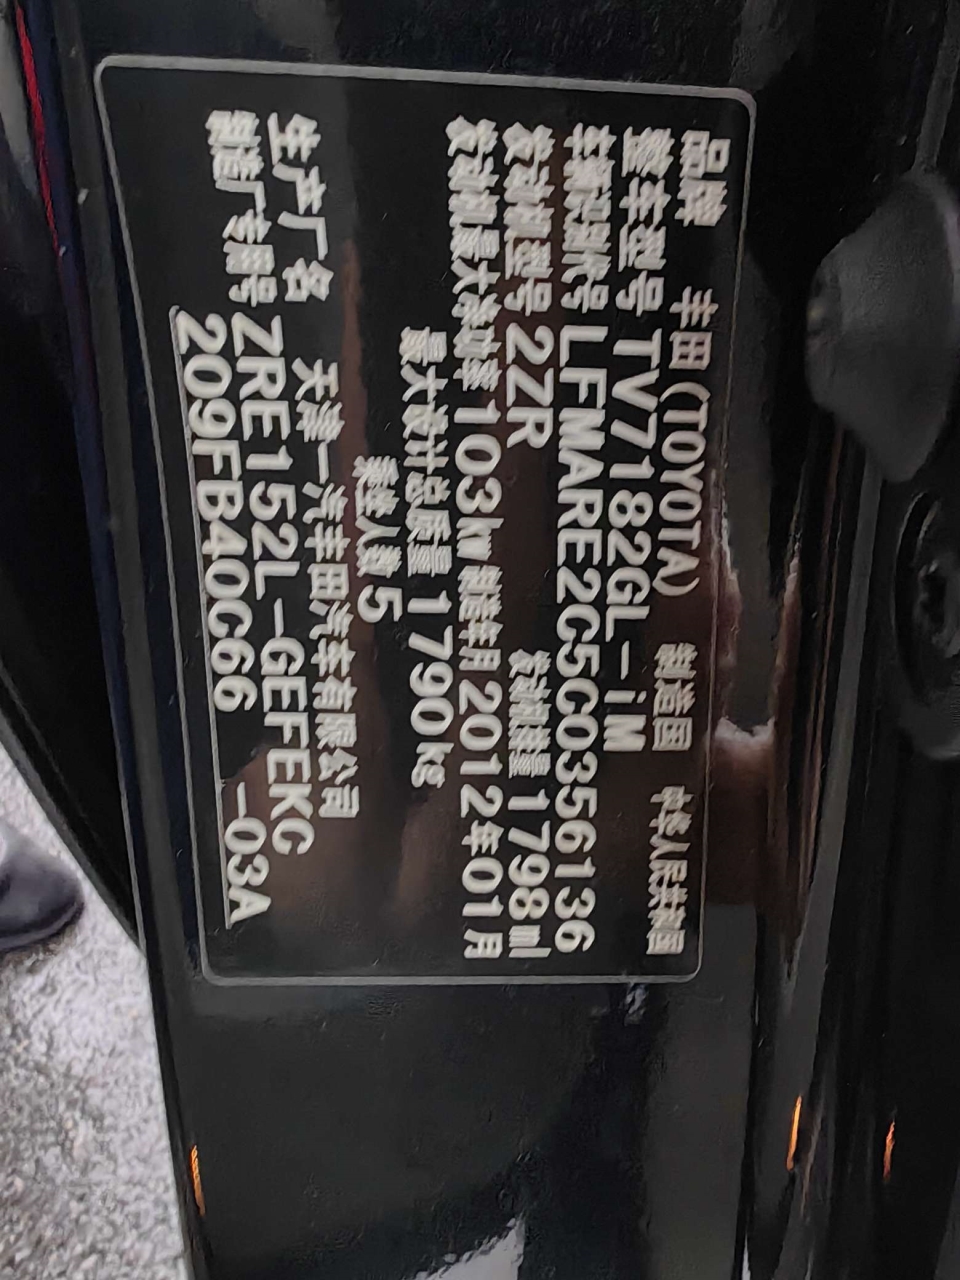 品牌 丰田(TOYOTA) 制造国 中华人民共和国
整车型号 TV7182GL-iM
车辆识别代号 LFMARE2C5C0356136
发动机型号 2ZR 发动机排量 1798ml
发动机最大净功率 103kW 制造年月 2012年01月
最大设计总质量 1790kg
乘坐人数 5
生产厂名 天津一汽丰田汽车有限公司
制造厂专用号 ZRE152L-GEFEKC
209FB40C66 -03A